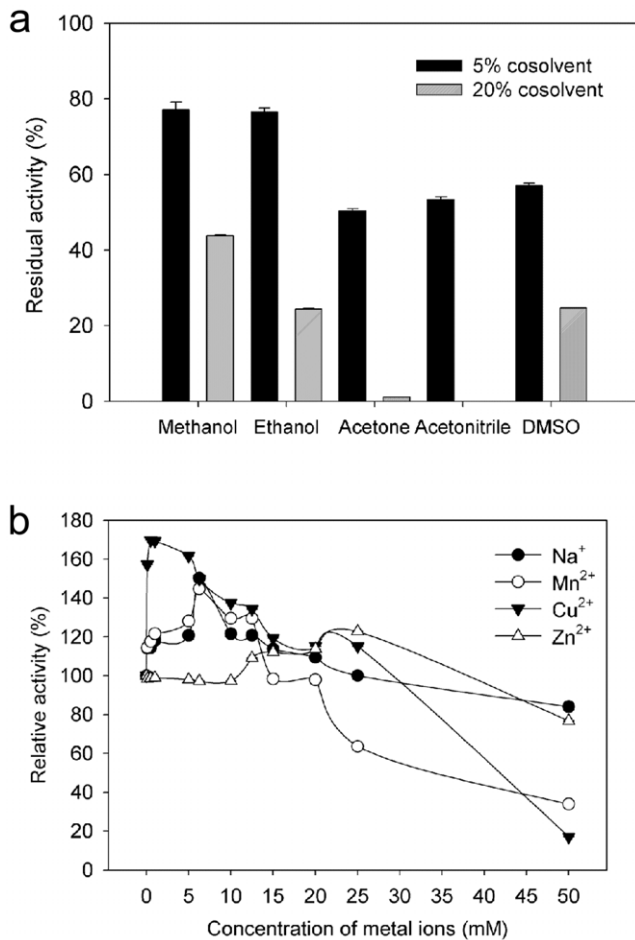 a
Residual activity (%)
100
80
60
40
20
0
5% cosolvent
20% cosolvent
Methanol Ethanol Acetone Acetonitrile DMSO
b
Relative activity (%)
180
160
140
120
100
80
60
40
20
0
Na⁺
Mn²⁺
Cu²⁺
Zn²⁺
0 5 10 15 20 25 30 35 40 45 50
Concentration of metal ions (mM)